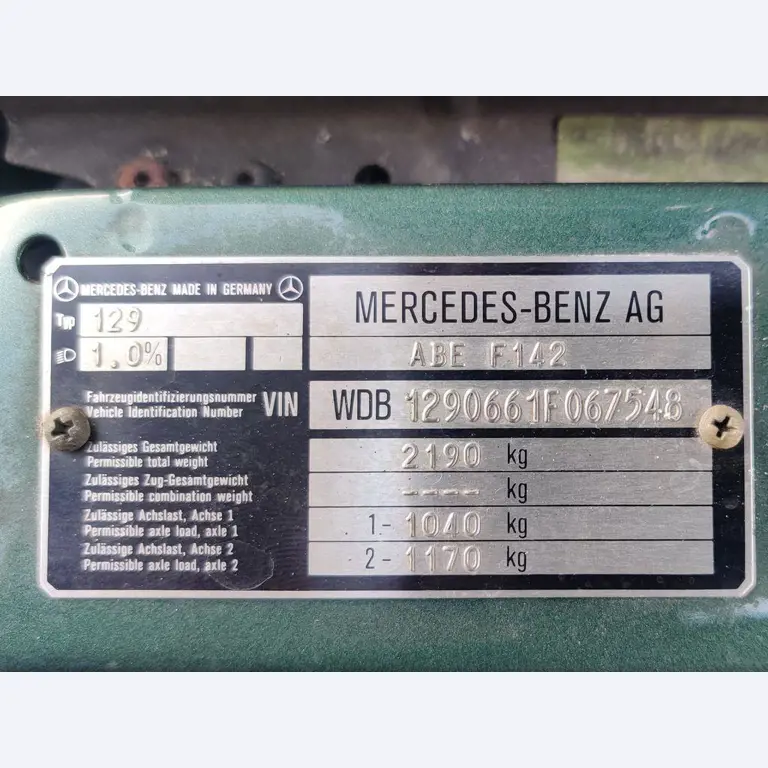 MERCEDES-BENZ MADE IN GERMANY
Typ 129
1.0%
MERCEDES-BENZ AG
ABE F142
Fahrzeugidentifizierungsnummer
Vehicle Identification Number VIN WDB 1290661F067548
Zulässiges Gesamtgewicht
Permissible total weight 2190 kg
Zulässiges Zug-Gesamtgewicht
Permissible combination weight ---- kg
Zulässige Achslast, Achse 1
Permissible axle load, axle 1 1- 1040 kg
Zulässige Achslast, Achse 2
Permissible axle load, axle 2 2- 1170 kg